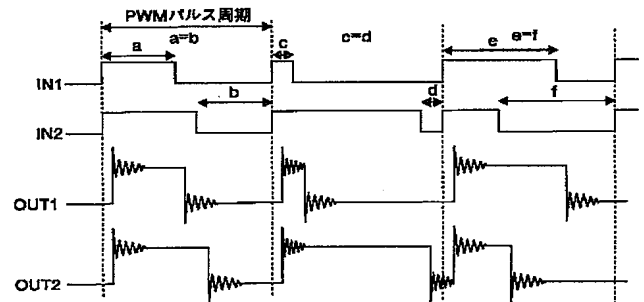 PWMパルス周期
a a=b c c=d e e=f
IN1
b d f
IN2
OUT1
OUT2